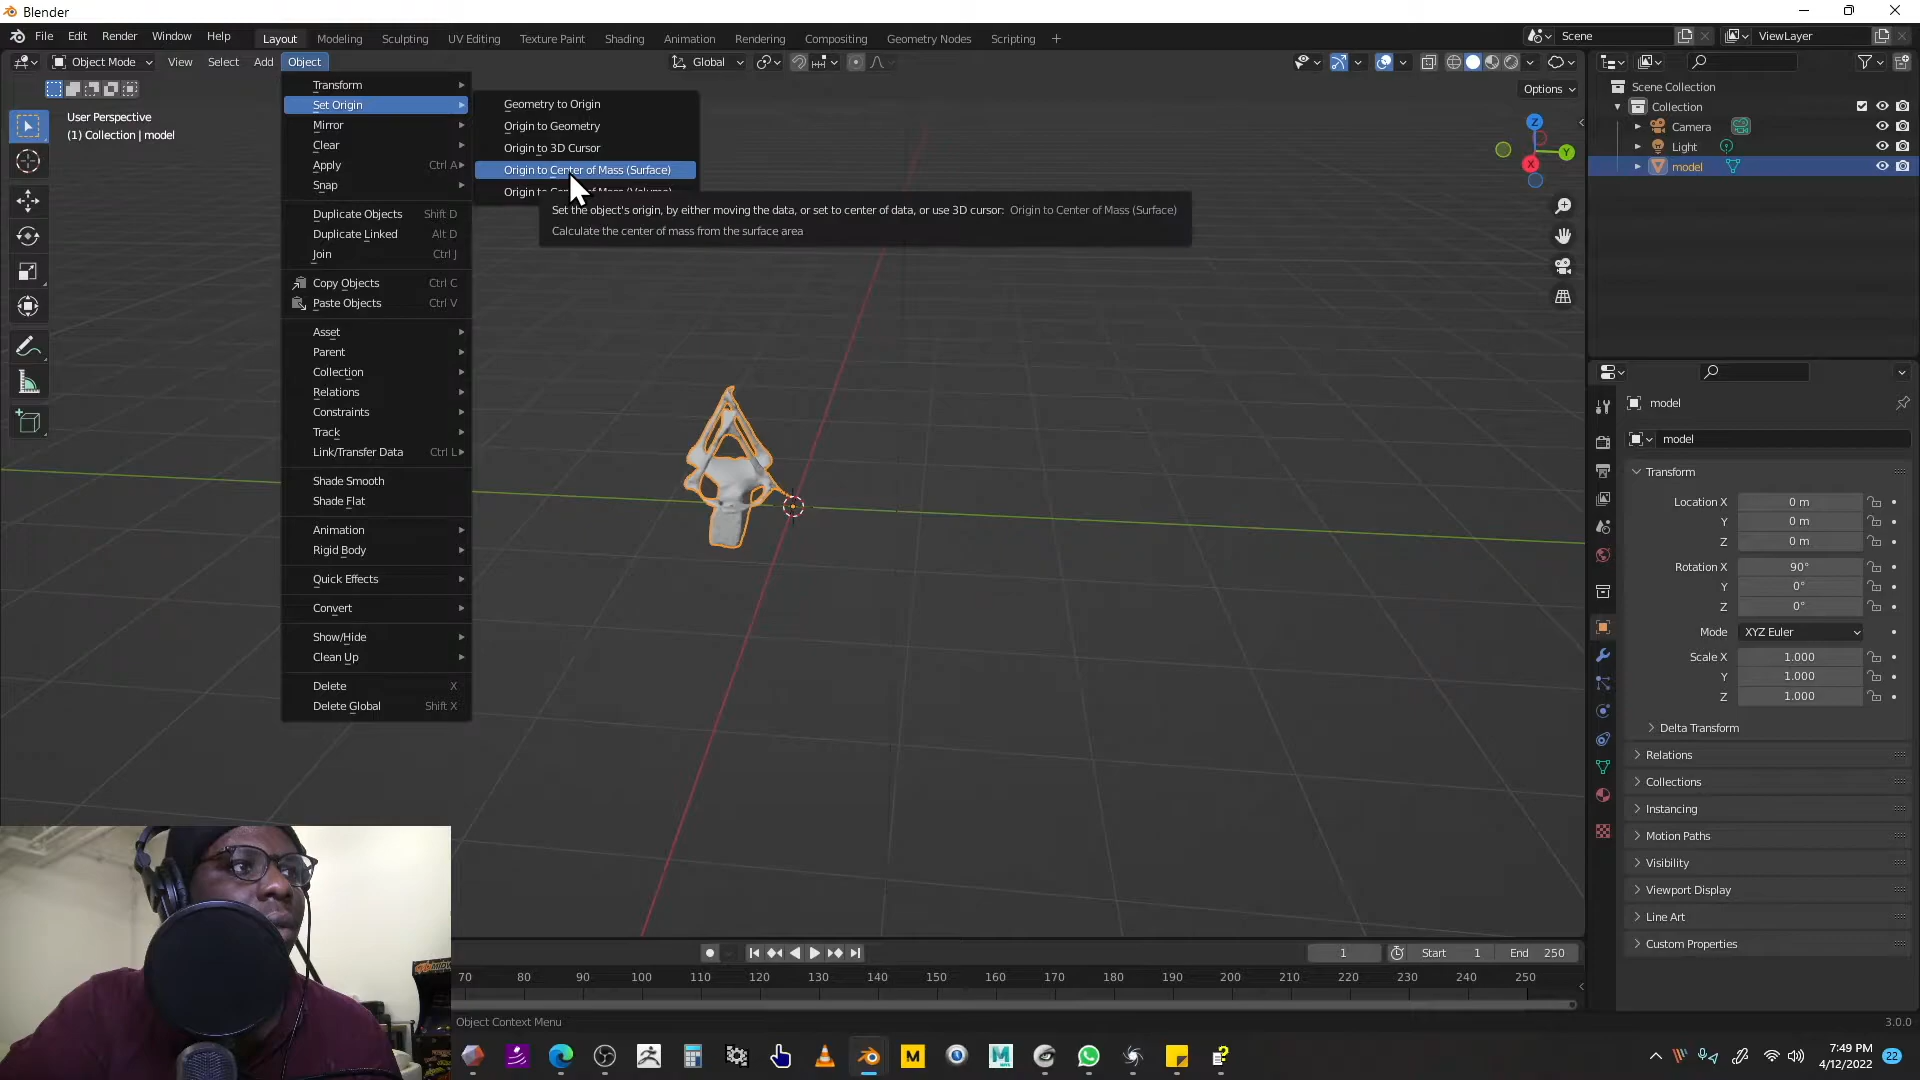 Blender
File Edit Render Window Help Layout Modeling Sculpting UV Editing Texture Paint Shading Animation Rendering Compositing Geometry Nodes Scripting + Scene ViewLayer
Object Mode View Select Add Object Global
Options
User Perspective
(1) Collection | model
Transform
Set Origin
Mirror
Clear
Apply Ctrl A
Snap
Duplicate Objects Shift D
Duplicate Linked Alt D
Join Ctrl J
Copy Objects Ctrl C
Paste Objects Ctrl V
Asset
Parent
Collection
Relations
Constraints
Track
Link/Transfer Data Ctrl L
Shade Smooth
Shade Flat
Animation
Rigid Body
Quick Effects
Convert
Show/Hide
Clean Up
Delete X
Delete Global Shift X
Geometry to Origin
Origin to Geometry
Origin to 3D Cursor
Origin to Center of Mass (Surface)
Origin to Center of Mass (Volume)
Set the object's origin, by either moving the data, or set to center of data, or use 3D cursor: Origin to Center of Mass (Surface)
Calculate the center of mass from the surface area
Z
Y
X
Scene Collection
Collection
Camera
Light
model
model
model
Transform
Location X 0 m
Y 0 m
Z 0 m
Rotation X 90°
Y 0°
Z 0°
Mode XYZ Euler
Scale X 1.000
Y 1.000
Z 1.000
Delta Transform
Relations
Collections
Instancing
Motion Paths
Visibility
Viewport Display
Line Art
Custom Properties
1 Start 1 End 250
70 80 90 100 110 120 130 140 150 160 170 180 190 200 210 220 230 240 250
Object Context Menu
3.0.0
M
M
7:49 PM
4/12/2022
22